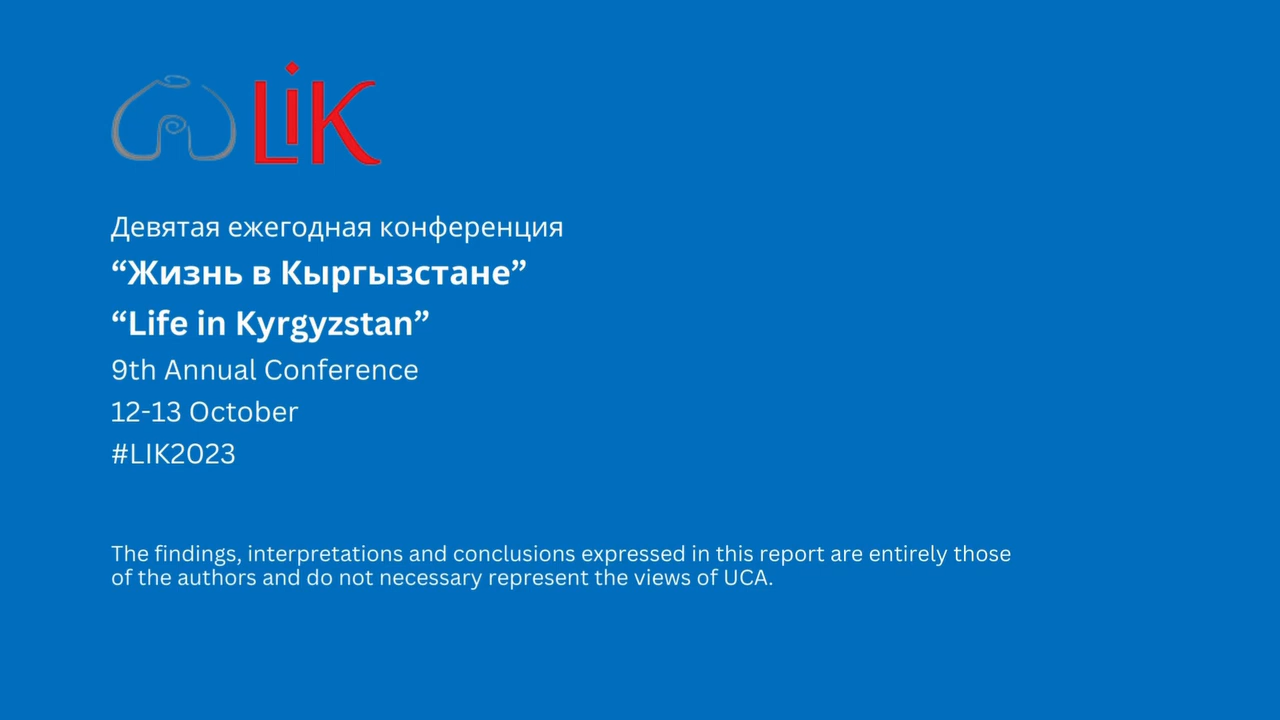 LiK
Девятая ежегодная конференция
“Жизнь в Кыргызстане”
“Life in Kyrgyzstan”
9th Annual Conference
12-13 October
#LIK2023
The findings, interpretations and conclusions expressed in this report are entirely those
of the authors and do not necessary represent the views of UCA.